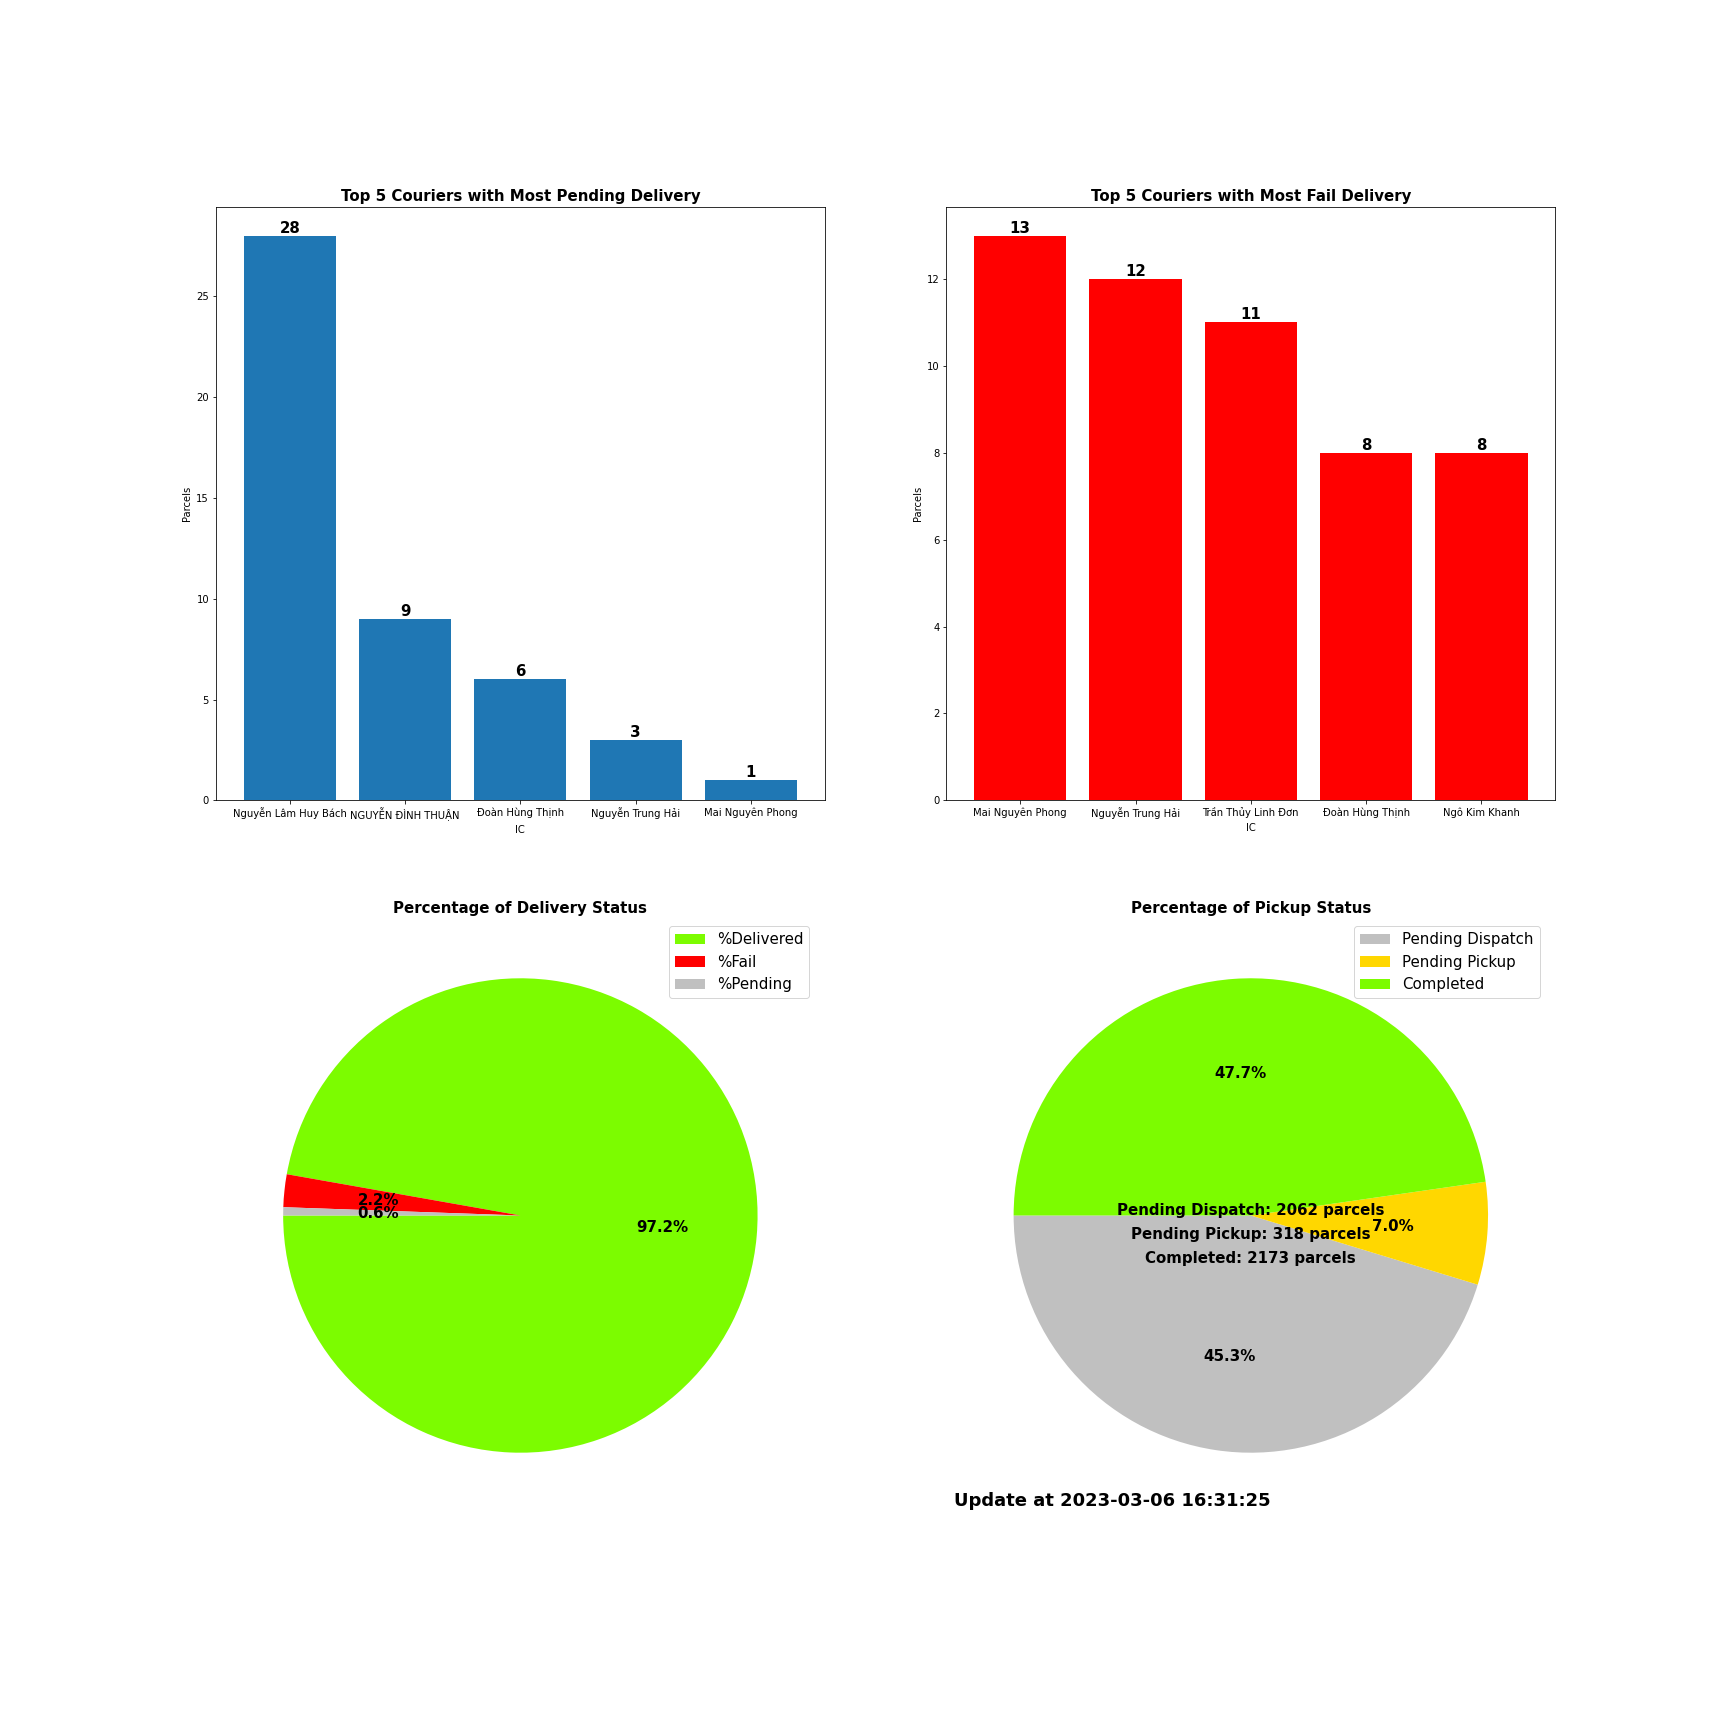 Top 5 Couriers with Most Pending Delivery
28
9
6
3
1
25
20
15
10
5
0
Parcels
Nguyễn Lâm Huy Bách
NGUYỄN ĐÌNH THUẬN
Đoàn Hùng Thịnh
Nguyễn Trung Hải
Mai Nguyên Phong
IC
Top 5 Couriers with Most Fail Delivery
13
12
11
8
8
12
10
8
6
4
2
0
Parcels
Mai Nguyên Phong
Nguyễn Trung Hải
Trần Thủy Linh Đơn
Đoàn Hùng Thịnh
Ngô Kim Khanh
IC
Percentage of Delivery Status
%Delivered
%Fail
%Pending
2.2%
0.6%
97.2%
Percentage of Pickup Status
Pending Dispatch
Pending Pickup
Completed
47.7%
Pending Dispatch: 2062 parcels
7.0%
Pending Pickup: 318 parcels
Completed: 2173 parcels
45.3%
Update at 2023-03-06 16:31:25